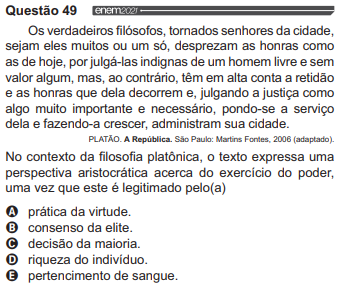 Questão 49 enem2021
Os verdadeiros filósofos, tornados senhores da cidade,
sejam eles muitos ou um só, desprezam as honras como
as de hoje, por julgá-las indignas de um homem livre e sem
valor algum, mas, ao contrário, têm em alta conta a retidão
e as honras que dela decorrem e, julgando a justiça como
algo muito importante e necessário, pondo-se a serviço
dela e fazendo-a crescer, administram sua cidade.
PLATÃO. A República. São Paulo: Martins Fontes, 2006 (adaptado).
No contexto da filosofia platônica, o texto expressa uma
perspectiva aristocrática acerca do exercício do poder,
uma vez que este é legitimado pelo(a)
A prática da virtude.
B consenso da elite.
C decisão da maioria.
D riqueza do indivíduo.
E pertencimento de sangue.